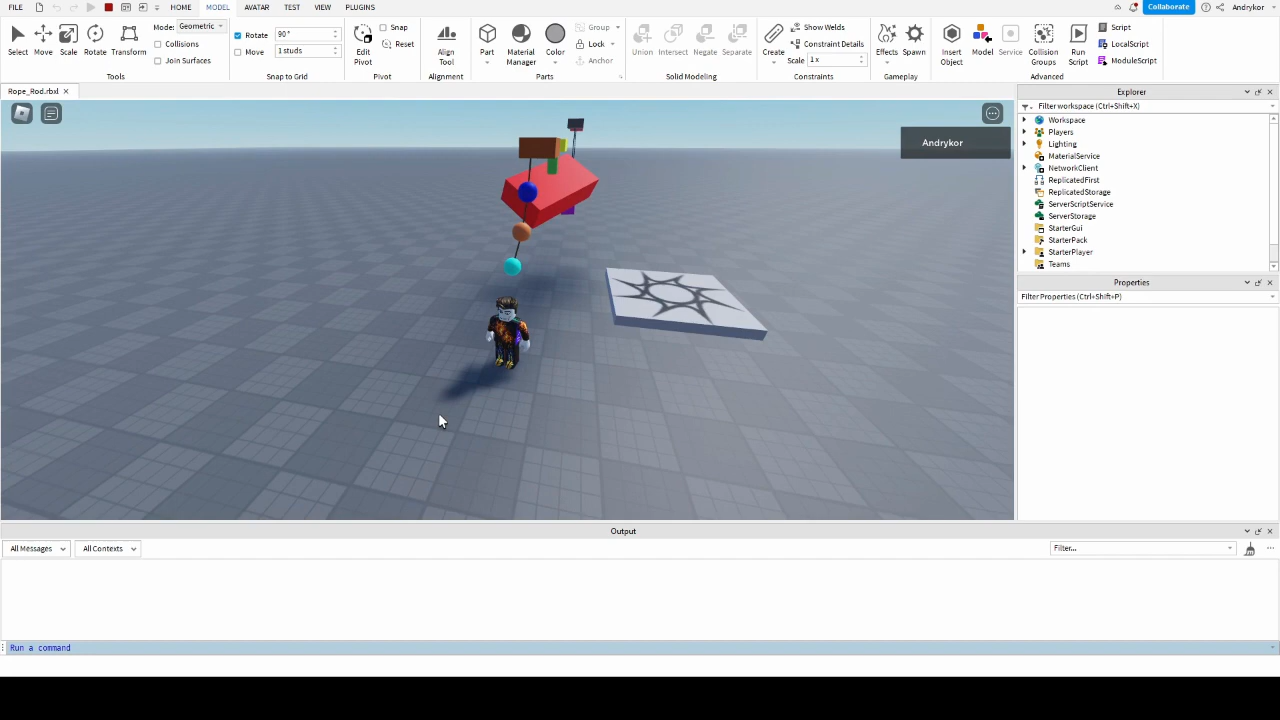 FILE HOME MODEL AVATAR TEST VIEW PLUGINS Collaborate Andrykor
Select Move Scale Rotate Transform
Mode: Geometric
Collisions
Join Surfaces
Tools
Rotate 90°
Move 1 studs
Snap to Grid
Edit Pivot
Snap
Reset
Pivot
Align Tool
Alignment
Part Material Manager Color
Group
Lock
Anchor
Parts
Union Intersect Negate Separate
Solid Modeling
Create
Show Welds
Constraint Details
Scale 1 x
Constraints
Effects Spawn
Gameplay
Insert Object Model Service Collision Groups Run Script
Script
LocalScript
ModuleScript
Advanced
Rope_Rod.rbxl
Andrykor
Explorer
Filter workspace (Ctrl+Shift+X)
Workspace
Players
Lighting
MaterialService
NetworkClient
ReplicatedFirst
ReplicatedStorage
ServerScriptService
ServerStorage
StarterGui
StarterPack
StarterPlayer
Teams
Properties
Filter Properties (Ctrl+Shift+P)
Output
All Messages All Contexts Filter...
Run a command